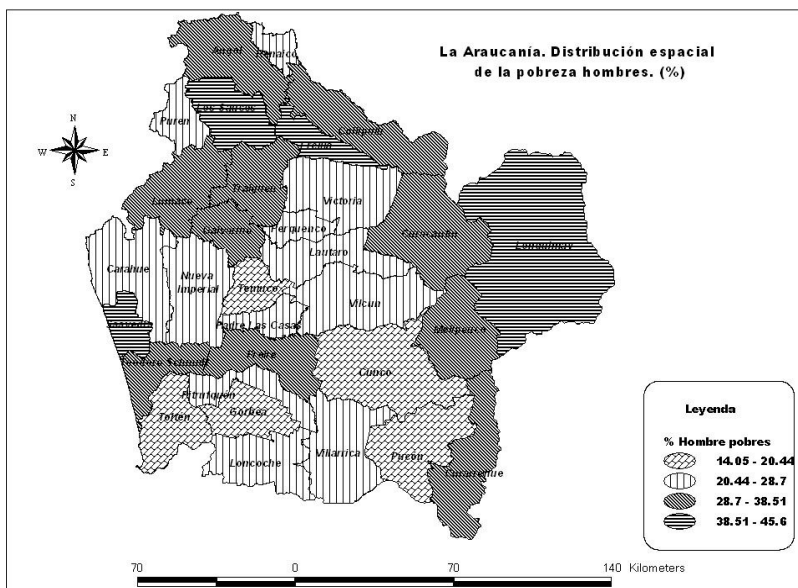 La Araucanía. Distribución espacial
de la pobreza hombres. (%)
N
W E
S
Angol
Renaico
Collipulli
Los Sauces
Puren
Ercilla
Lumaco
Traiguen
Victoria
Curacautin
Lonquimay
Galvarino
Perquenco
Lautaro
Carahue
Nueva
Imperial
Temuco
Vilcun
Saavedra
Padre Las Casas
Melipeuco
Teodoro Schmidt
Freire
Cunco
Pitrufquen
Tolten
Gorbea
Loncoche
Villarrica
Pucon
Curarrehue
Leyenda
% Hombre pobres
14.05 - 20.44
20.44 - 28.7
28.7 - 38.51
38.51 - 45.6
70 0 70 140 Kilometers